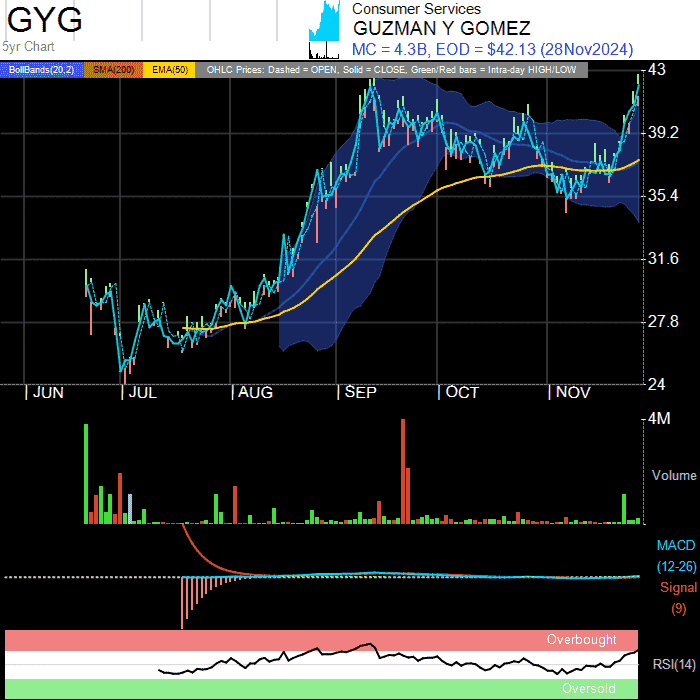 GYG
5yr Chart
Consumer Services
GUZMAN Y GOMEZ
MC = 4.3B, EOD = $42.13 (28Nov2024)
BollBands(20,2) SMA(200) EMA(50) OHLC Prices: Dashed = OPEN, Solid = CLOSE, Green/Red bars = Intra-day HIGH/LOW
43
39.2
35.4
31.6
27.8
24
JUN JUL AUG SEP OCT NOV
4M
Volume
MACD
(12-26)
Signal
(9)
Overbought
RSI(14)
Oversold